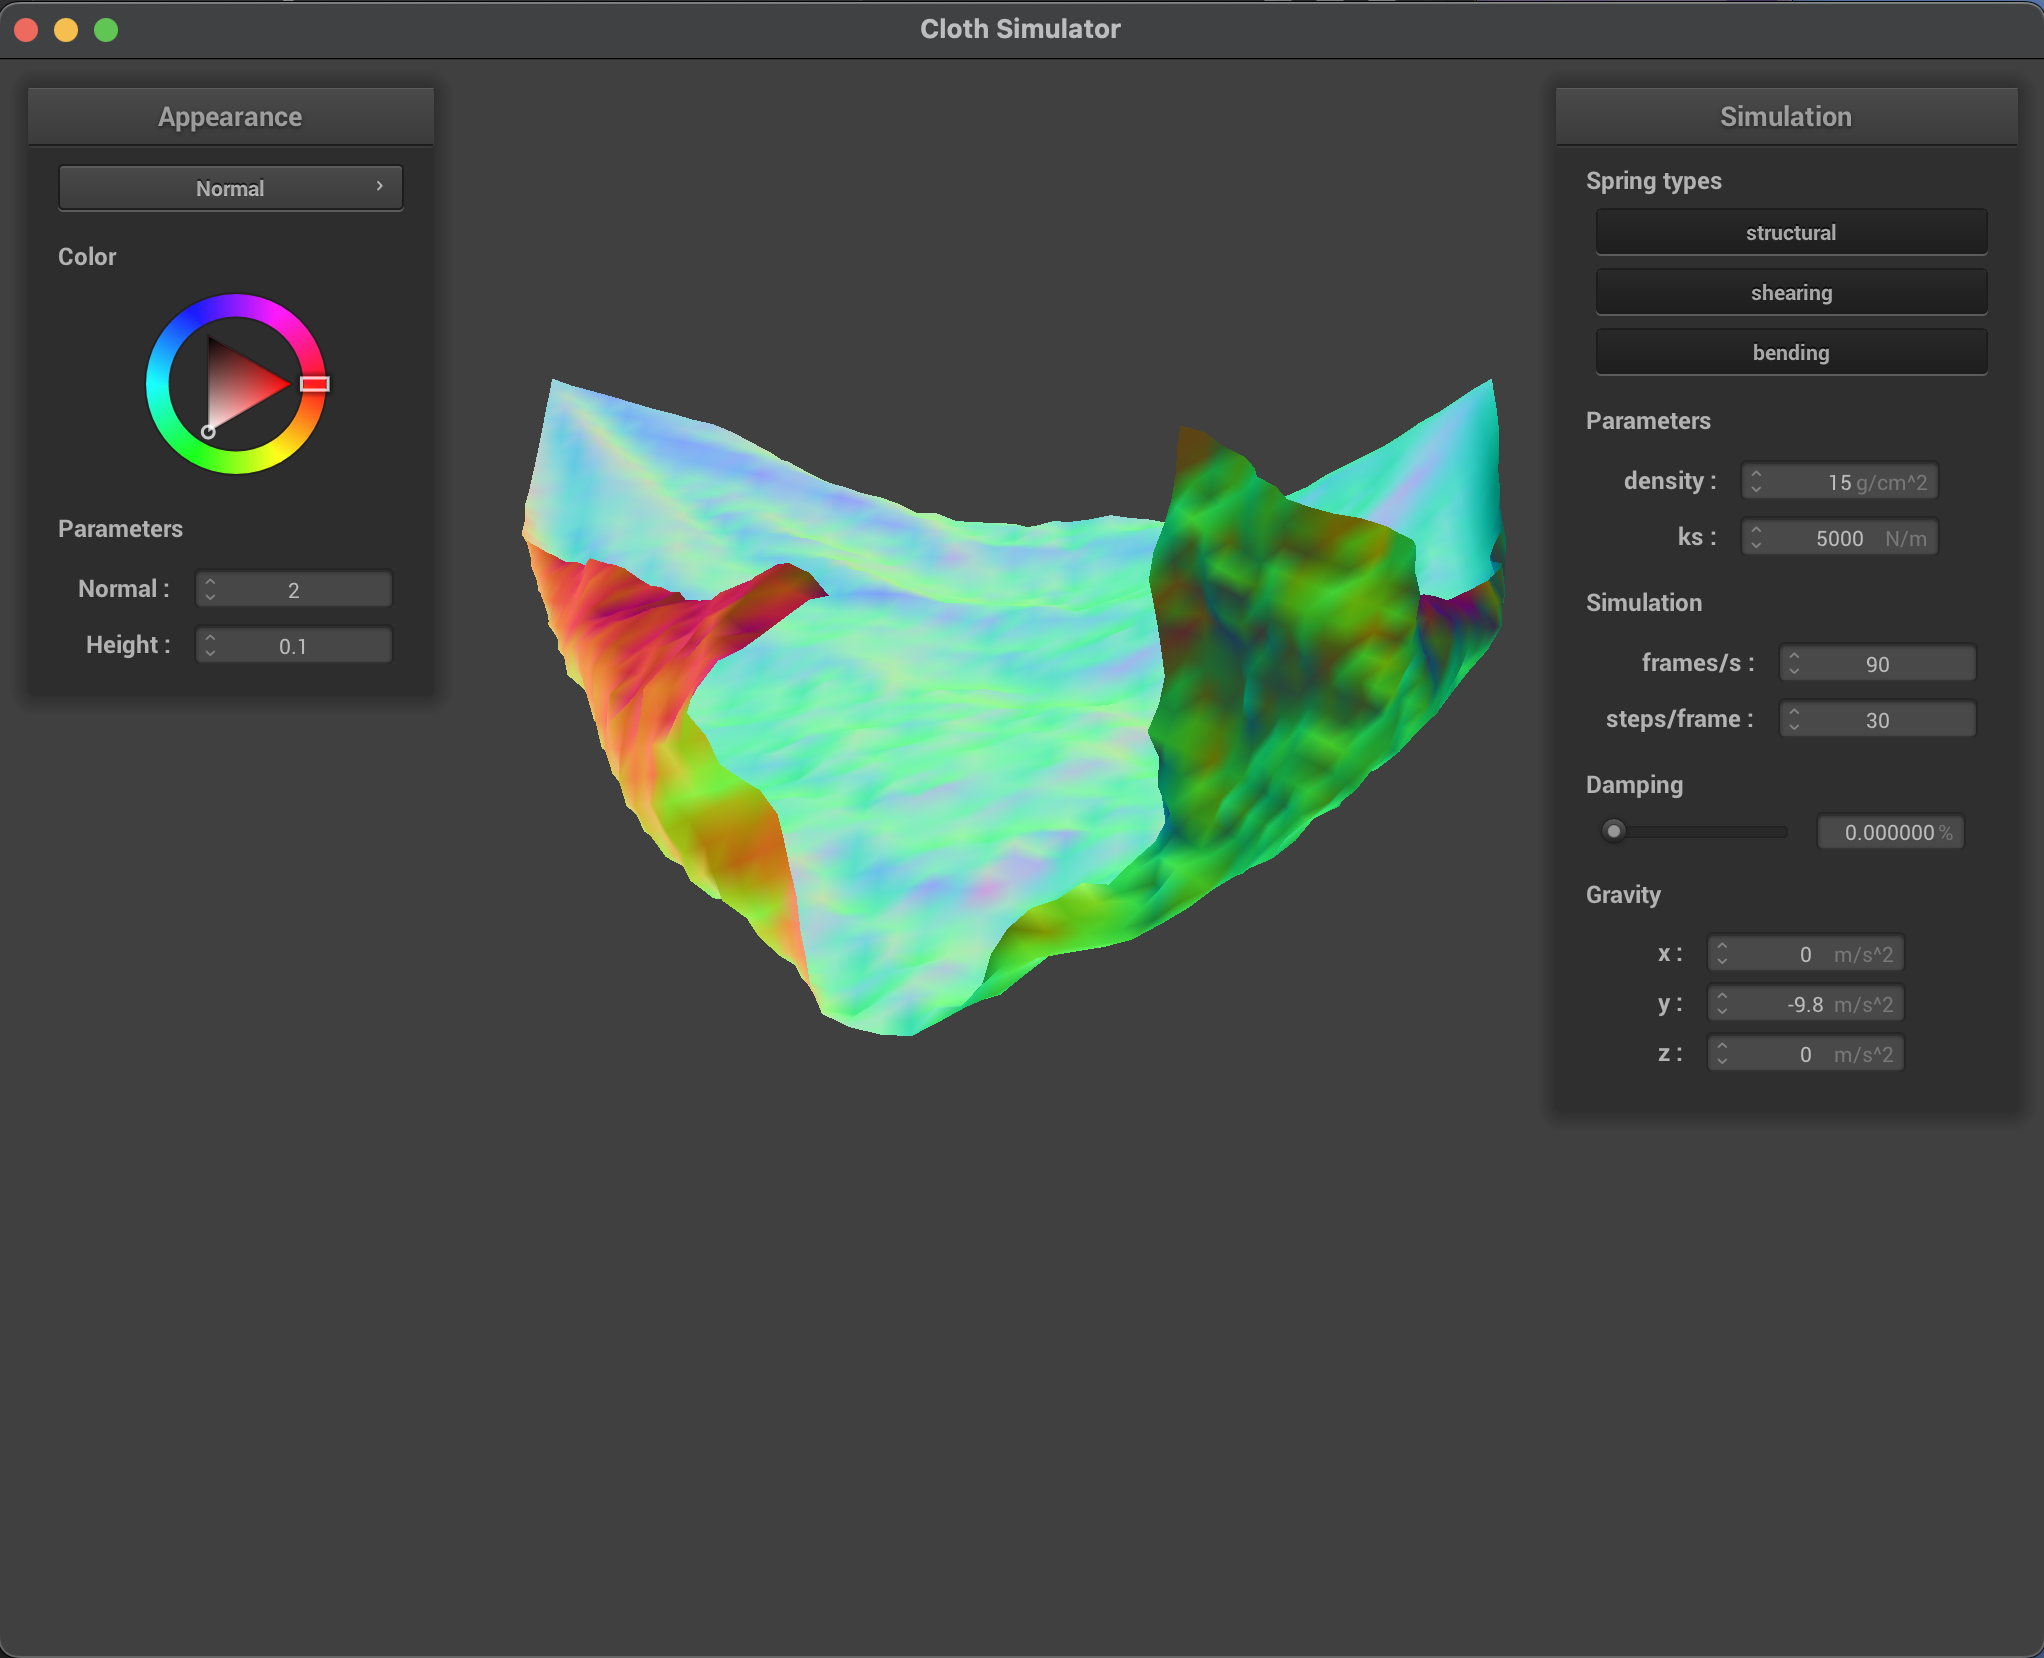 Cloth Simulator
Appearance
Normal
Color
Parameters
Normal : 2
Height : 0.1
Simulation
Spring types
structural
shearing
bending
Parameters
density : 15 g/cm^2
ks : 5000 N/m
Simulation
frames/s : 90
steps/frame : 30
Damping
0.000000 %
Gravity
x : 0 m/s^2
y : -9.8 m/s^2
z : 0 m/s^2